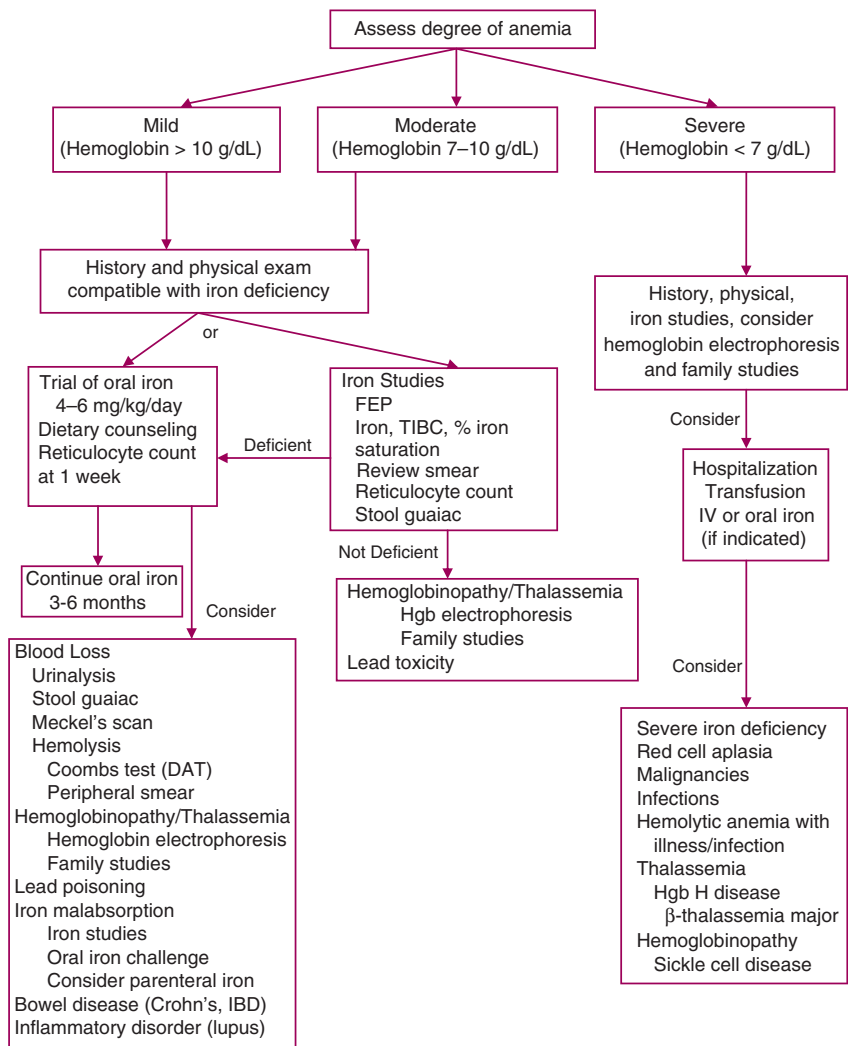 Assess degree of anemia
Mild
(Hemoglobin > 10 g/dL)
Moderate
(Hemoglobin 7–10 g/dL)
Severe
(Hemoglobin < 7 g/dL)
History and physical exam
compatible with iron deficiency
or
Trial of oral iron
4–6 mg/kg/day
Dietary counseling
Reticulocyte count
at 1 week
Deficient
Iron Studies
FEP
Iron, TIBC, % iron
saturation
Review smear
Reticulocyte count
Stool guaiac
History, physical,
iron studies, consider
hemoglobin electrophoresis
and family studies
Consider
Hospitalization
Transfusion
IV or oral iron
(if indicated)
Continue oral iron
3-6 months
Consider
Not Deficient
Hemoglobinopathy/Thalassemia
Hgb electrophoresis
Family studies
Lead toxicity
Consider
Blood Loss
Urinalysis
Stool guaiac
Meckel's scan
Hemolysis
Coombs test (DAT)
Peripheral smear
Hemoglobinopathy/Thalassemia
Hemoglobin electrophoresis
Family studies
Lead poisoning
Iron malabsorption
Iron studies
Oral iron challenge
Consider parenteral iron
Bowel disease (Crohn's, IBD)
Inflammatory disorder (lupus)
Severe iron deficiency
Red cell aplasia
Malignancies
Infections
Hemolytic anemia with
illness/infection
Thalassemia
Hgb H disease
β-thalassemia major
Hemoglobinopathy
Sickle cell disease